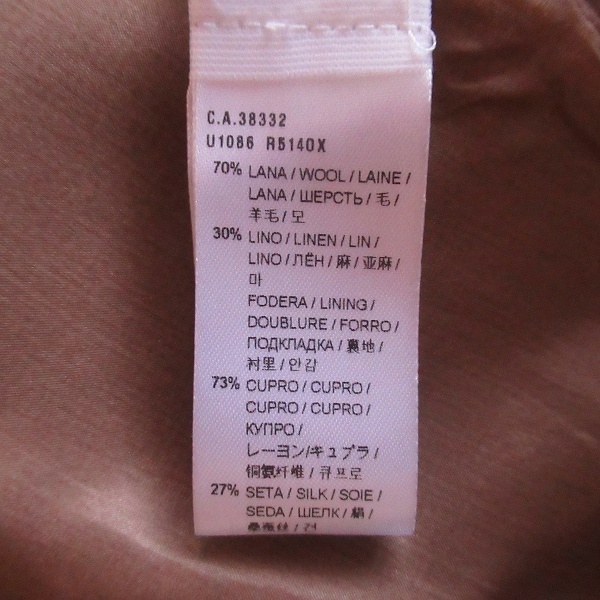 C.A.38332
U1086 R5140X
70% LANA / WOOL / LAINE /
LANA / ШЕРСТЬ / 毛 /
羊毛 / 모
30% LINO / LINEN / LIN /
LINO / ЛЁН / 麻 / 亚麻 /
마
FODERA / LINING /
DOUBLURE / FORRO /
ПОДКЛАДКА / 裏地 /
衬里 / 안감
73% CUPRO / CUPRO /
CUPRO / CUPRO /
КУПРО /
レーヨン/キュプラ /
铜氨纤维 / 큐프로
27% SETA / SILK / SOIE /
SEDA / ШЕЛК / 絹 /